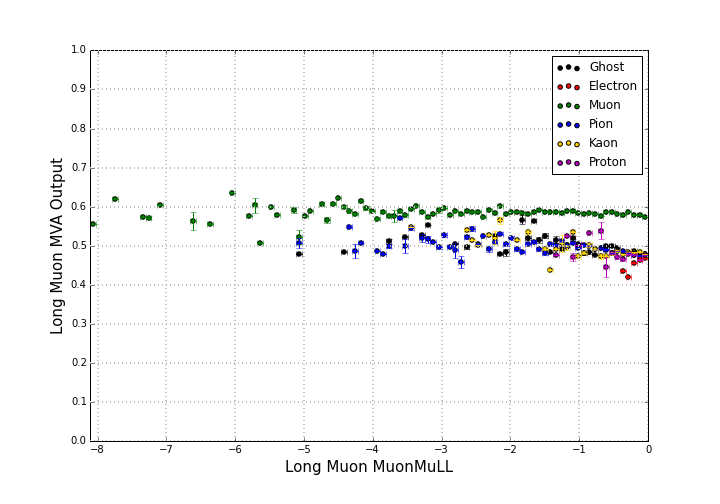 1.0
0.9
0.8
0.7
0.6
0.5
0.4
0.3
0.2
0.1
0.0
Long Muon MVA Output
Ghost
Electron
Muon
Pion
Kaon
Proton
−8 −7 −6 −5 −4 −3 −2 −1 0
Long Muon MuonMuLL